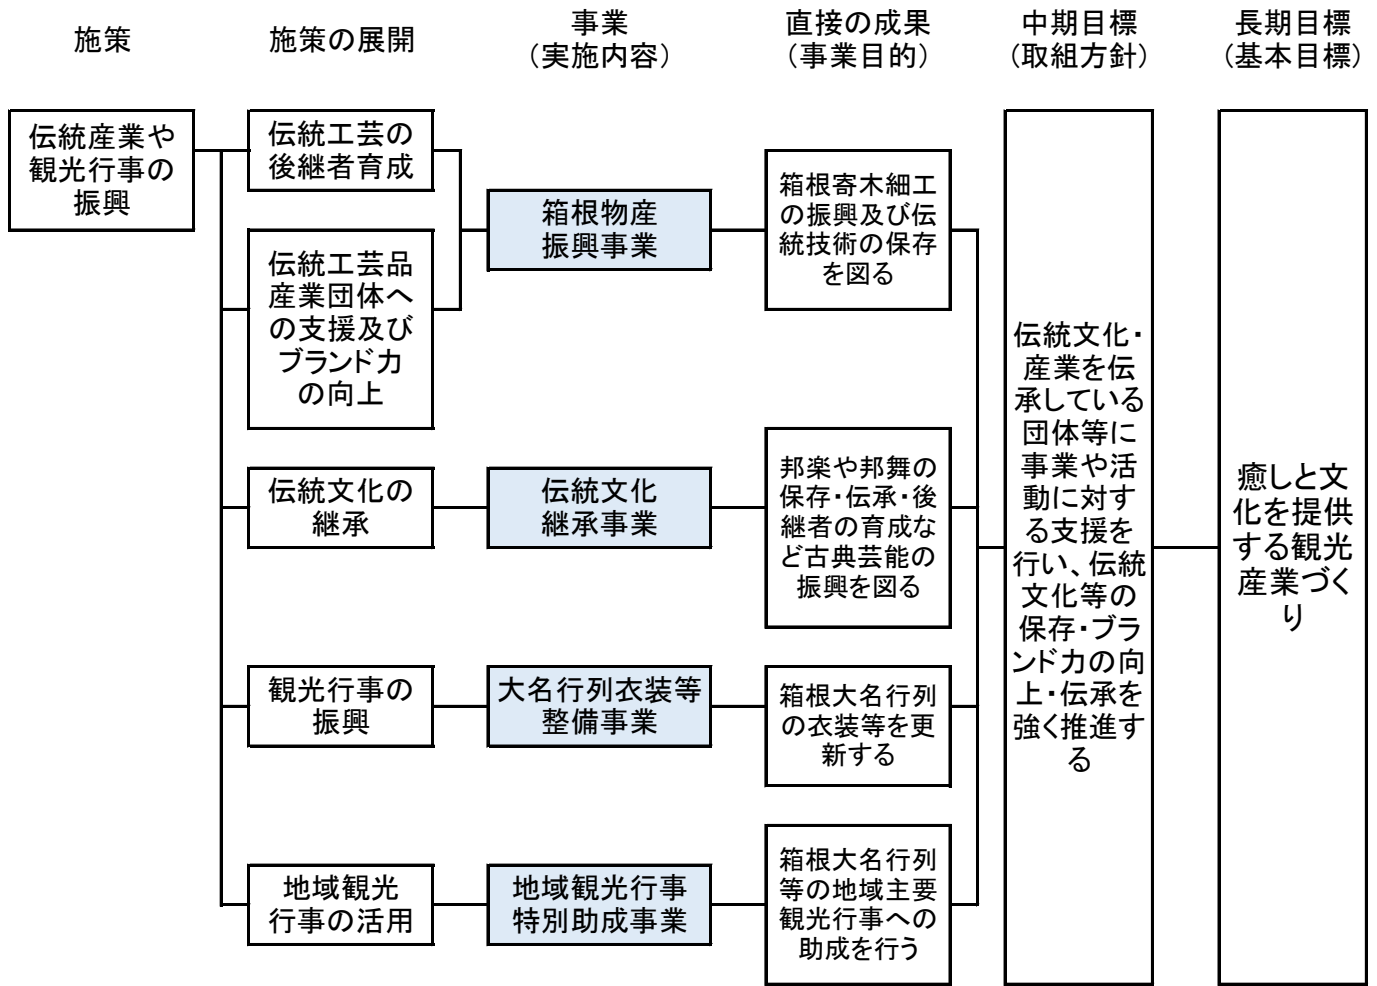 施策
施策の展開
事業
（実施内容）
直接の成果
（事業目的）
中期目標
（取組方針）
長期目標
（基本目標）
伝統産業や
観光行事の
振興
伝統工芸の
後継者育成
伝統工芸品
産業団体へ
の支援及び
ブランド力
の向上
箱根物産
振興事業
箱根寄木細工
の振興及び伝
統技術の保存
を図る
伝統文化の
継承
伝統文化
継承事業
邦楽や邦舞の
保存・伝承・後
継者の育成な
ど古典芸能の
振興を図る
観光行事の
振興
大名行列衣装等
整備事業
箱根大名行列
の衣装等を更
新する
地域観光
行事の活用
地域観光行事
特別助成事業
箱根大名行列
等の地域主要
観光行事への
助成を行う
伝統文化・
産業を伝
承している
団体等に
事業や活
動に対す
る支援を
行い、伝統
文化等の
保存・ブラ
ンド力の向
上・伝承を
強く推進す
る
癒しと文
化を提供
する観光
産業づく
り